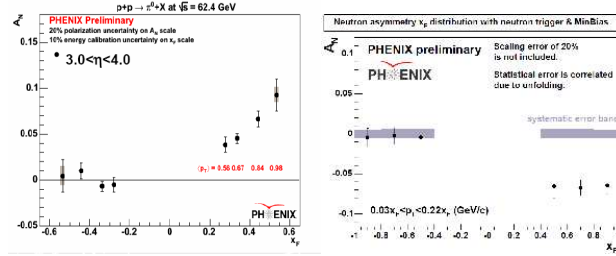 p+p → π⁰+X at √s = 62.4 GeV
PHENIX Preliminary
20% polarization uncertainty on A_N scale
10% energy calibration uncertainty on x_F scale
3.0<η<4.0
A_N
0.1
0.05
0
-0.05
⟨p_T⟩ = 0.56 0.67 0.84 0.98
PHENIX
-0.6 -0.4 -0.2 0 0.2 0.4 0.6
x_F
Neutron asymmetry x_F distribution with neutron trigger & MinBias
A_N
0.1
0.05
0
-0.05
-0.1
PHENIX preliminary
PHENIX
Scaling error of 20%
is not included.
Statistical error is correlated
due to unfolding.
systematic error band
0.03x_F<p_T<0.22x_F (GeV/c)
-1 -0.8 -0.6 -0.4 -0.2 0 0.2 0.4 0.6 0.8
x_F